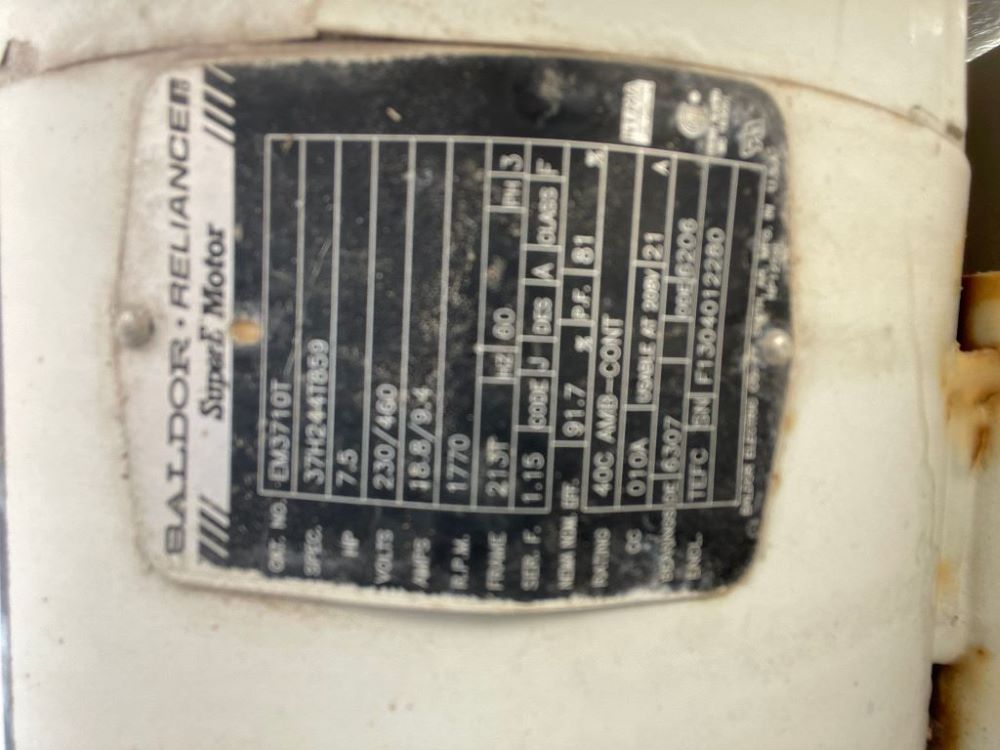 BALDOR • RELIANCE
SuperE Motor
CAT. NO. EM3710T
SPEC. 37H244T859
HP 7.5
VOLTS 230/460
AMPS 18.8/9.4
R.P.M. 1770
FRAME 213T HZ 60 PH 3
SER. F. 1.15 CODE J DES A CLASS F
NEMA NOM. EFF. 91.7 % P.F. 81 %
RATING 40C AMB-CONT
CC 010A USABLE AT 208V 21 A
BEARINGS DE 6307 ODE 6206
ENCL TEFC SN F1304012280
BALDOR ELECTRIC CO. MFG. IN U.S.A.